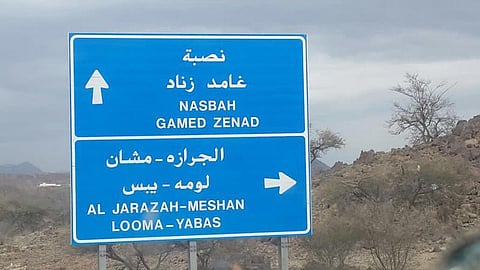 نصبة
غامد زناد
NASBAH
GAMED ZENAD
الجرازه - مشان
لومه - يبس
AL JARAZAH-MESHAN
LOOMA-YABAS